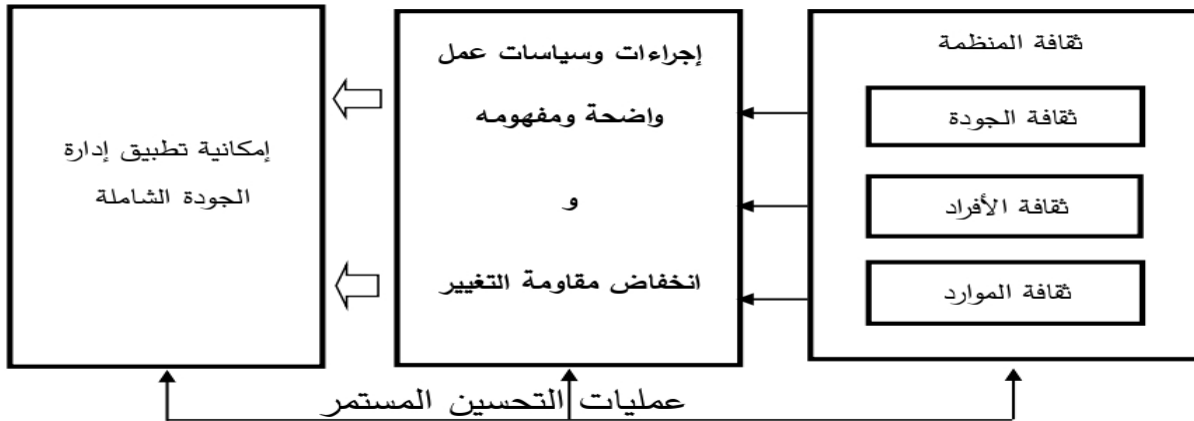 ثقافة المنظمة
ثقافة الجودة
ثقافة الأفراد
ثقافة الموارد
إجراءات وسياسات عمل
واضحة ومفهومه
و
انخفاض مقاومة التغيير
إمكانية تطبيق إدارة
الجودة الشاملة
عمليات التحسين المستمر